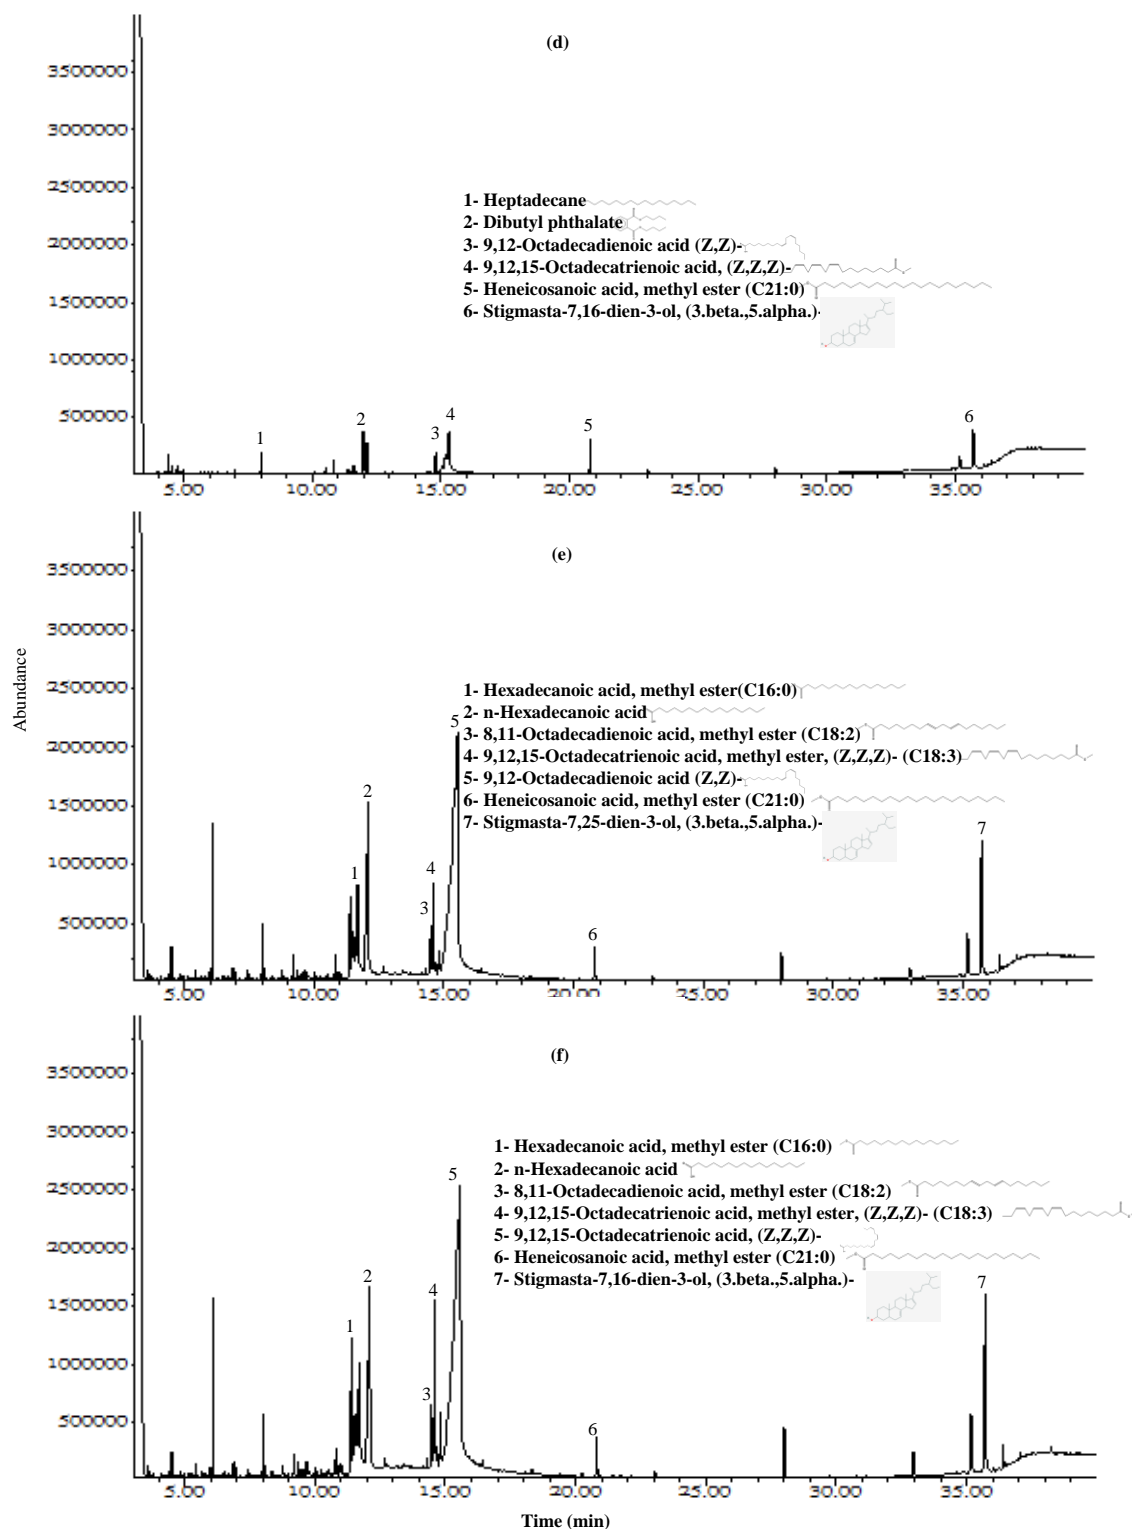 (d)
3500000
3000000
2500000
2000000
1500000
1000000
500000
1- Heptadecane
2- Dibutyl phthalate
3- 9,12-Octadecadienoic acid (Z,Z)-
4- 9,12,15-Octadecatrienoic acid, (Z,Z,Z)-
5- Heneicosanoic acid, methyl ester (C21:0)
6- Stigmasta-7,16-dien-3-ol, (3.beta.,5.alpha.)-
1 2 3 4 5 6
5.00 10.00 15.00 20.00 25.00 30.00 35.00
Abundance
(e)
3500000
3000000
2500000
2000000
1500000
1000000
500000
1- Hexadecanoic acid, methyl ester(C16:0)
2- n-Hexadecanoic acid
3- 8,11-Octadecadienoic acid, methyl ester (C18:2)
4- 9,12,15-Octadecatrienoic acid, methyl ester, (Z,Z,Z)- (C18:3)
5- 9,12-Octadecadienoic acid (Z,Z)-
6- Heneicosanoic acid, methyl ester (C21:0)
7- Stigmasta-7,25-dien-3-ol, (3.beta.,5.alpha.)-
1 2 3 4 5 6 7
5.00 10.00 15.00 20.00 25.00 30.00 35.00
(f)
3500000
3000000
2500000
2000000
1500000
1000000
500000
1- Hexadecanoic acid, methyl ester (C16:0)
2- n-Hexadecanoic acid
3- 8,11-Octadecadienoic acid, methyl ester (C18:2)
4- 9,12,15-Octadecatrienoic acid, methyl ester, (Z,Z,Z)- (C18:3)
5- 9,12,15-Octadecatrienoic acid, (Z,Z,Z)-
6- Heneicosanoic acid, methyl ester (C21:0)
7- Stigmasta-7,16-dien-3-ol, (3.beta.,5.alpha.)-
1 2 3 4 5 6 7
5.00 10.00 15.00 20.00 25.00 30.00 35.00
Time (min)